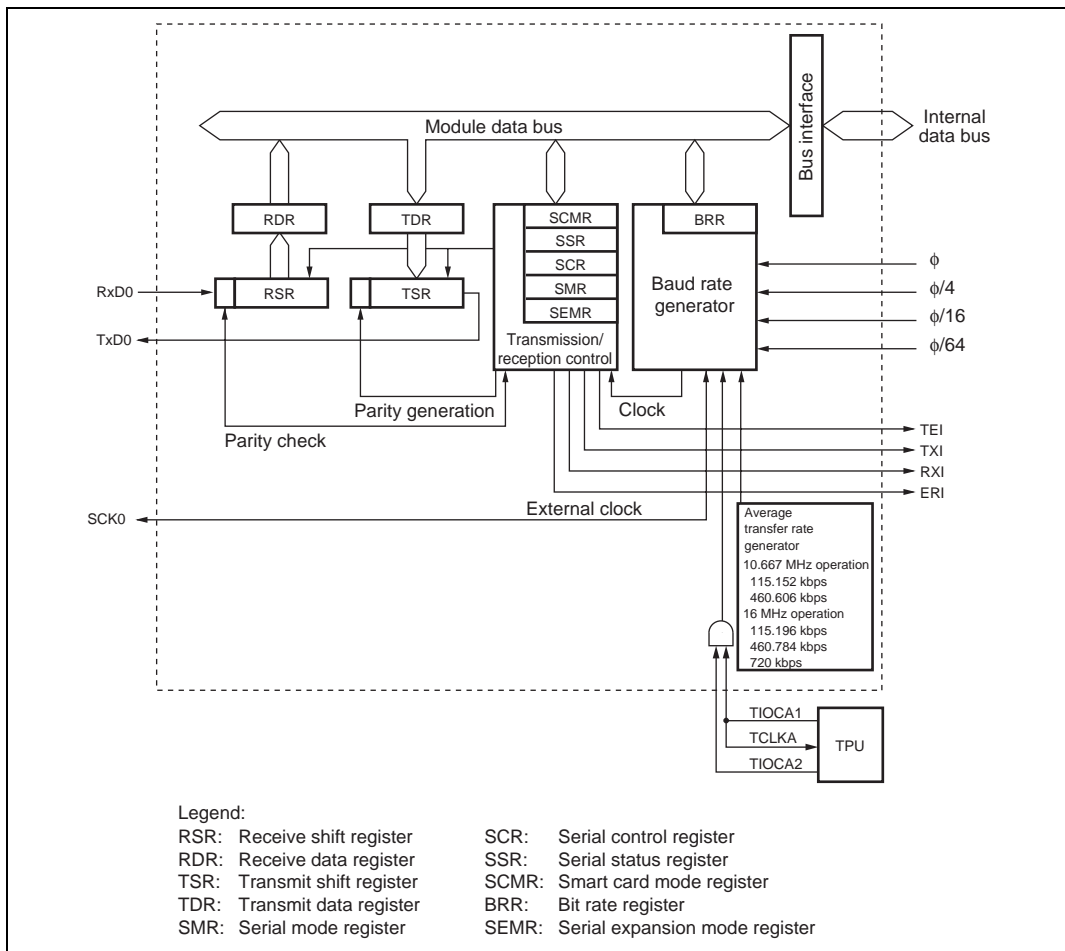 Bus interface
Module data bus
Internal
data bus
RDR
TDR
SCMR
SSR
SCR
SMR
SEMR
Transmission/
reception control
BRR
Baud rate
generator
φ
φ/4
φ/16
φ/64
RxD0
RSR
TSR
TxD0
Parity generation
Clock
Parity check
TEI
TXI
RXI
ERI
External clock
SCK0
Average
transfer rate
generator
10.667 MHz operation
115.152 kbps
460.606 kbps
16 MHz operation
115.196 kbps
460.784 kbps
720 kbps
TIOCA1
TCLKA
TIOCA2
TPU
Legend:
RSR: Receive shift register
RDR: Receive data register
TSR: Transmit shift register
TDR: Transmit data register
SMR: Serial mode register
SCR: Serial control register
SSR: Serial status register
SCMR: Smart card mode register
BRR: Bit rate register
SEMR: Serial expansion mode register